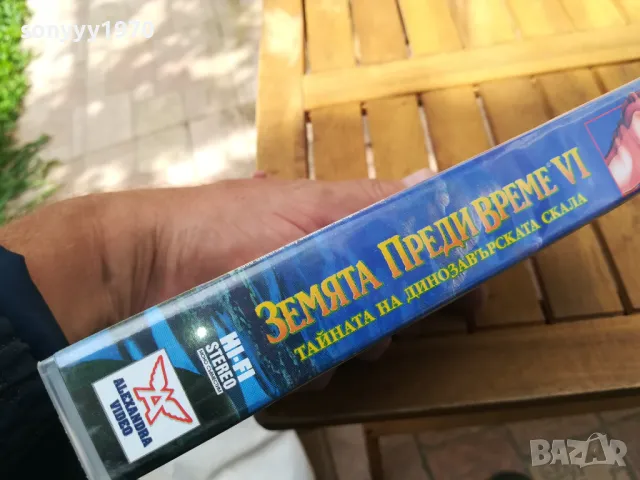 sonyyy1970
ЗЕМЯТА ПРЕДИ ВРЕМЕ VI
ТАЙНАТА НА ДИНОЗАВЪРСКАТА СКАЛА
HI-FI
STEREO
ALEXANDRA
VIDEO
bazar